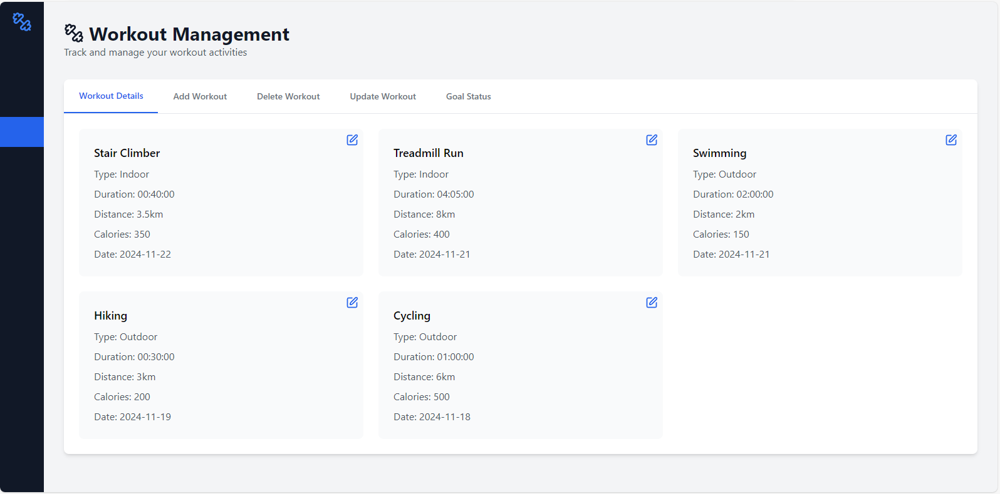 Workout Management
Track and manage your workout activities
Workout Details
Add Workout
Delete Workout
Update Workout
Goal Status
Stair Climber
Type: Indoor
Duration: 00:40:00
Distance: 3.5km
Calories: 350
Date: 2024-11-22
Treadmill Run
Type: Indoor
Duration: 04:05:00
Distance: 8km
Calories: 400
Date: 2024-11-21
Swimming
Type: Outdoor
Duration: 02:00:00
Distance: 2km
Calories: 150
Date: 2024-11-21
Hiking
Type: Outdoor
Duration: 00:30:00
Distance: 3km
Calories: 200
Date: 2024-11-19
Cycling
Type: Outdoor
Duration: 01:00:00
Distance: 6km
Calories: 500
Date: 2024-11-18